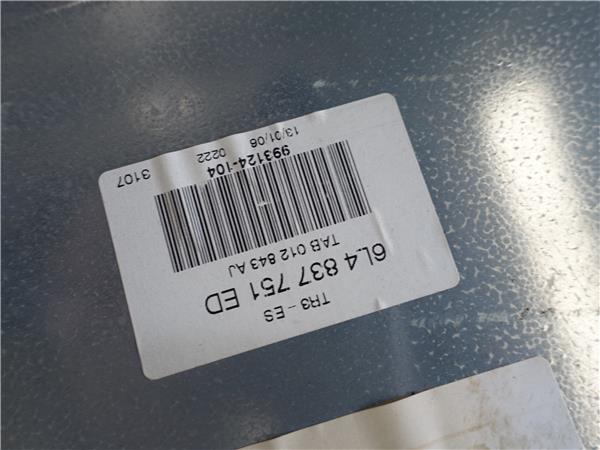 TR3 - ES
6L4 837 751 ED
TAB 012 843 AJ
993124-104
13/01/06 0222 3107